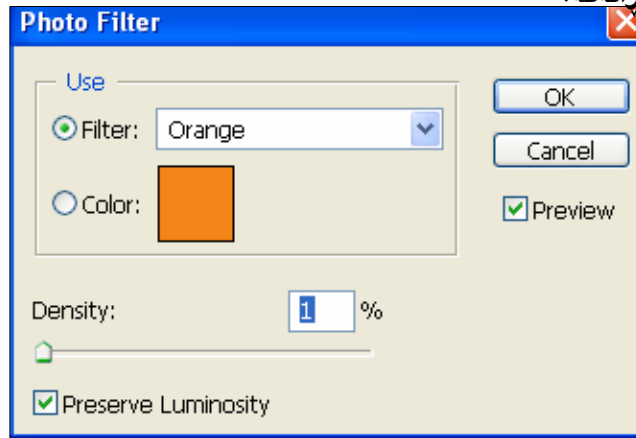 Photo Filter
Use
Filter: Orange
Color:
OK
Cancel
Preview
Density: 1 %
Preserve Luminosity